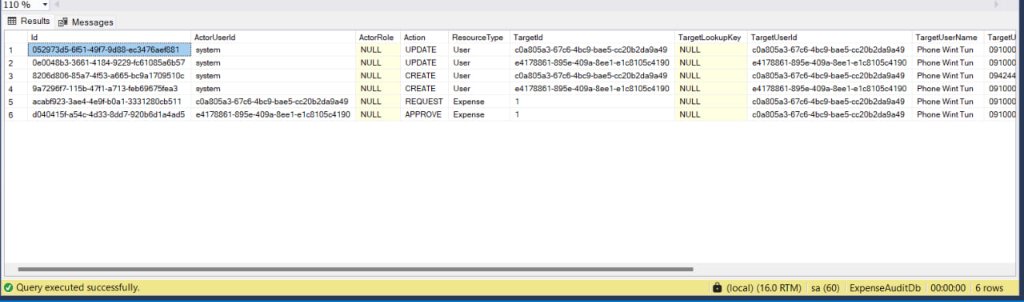 110 %
Results Messages
Id ActorUserId ActorRole Action ResourceType TargetId TargetLookupKey TargetUserId TargetUserName TargetU
1 052973d5-6f51-49f7-9d88-ec3476aef881 system NULL UPDATE User c0a805a3-67c6-4bc9-bae5-cc20b2da9a49 NULL c0a805a3-67c6-4bc9-bae5-cc20b2da9a49 Phone Wint Tun 091000
2 0e0048b3-3661-4184-9229-fc61085a6b57 system NULL UPDATE User e4178861-895e-409a-8ee1-e1c8105c4190 NULL e4178861-895e-409a-8ee1-e1c8105c4190 Phone Wint Tun 091000
3 8206d806-85a7-4f53-a665-bc9a1709510c system NULL CREATE User c0a805a3-67c6-4bc9-bae5-cc20b2da9a49 NULL c0a805a3-67c6-4bc9-bae5-cc20b2da9a49 Phone Wint Tun 094244
4 9a7296f7-115b-47f1-a713-feb69675fea3 system NULL CREATE User e4178861-895e-409a-8ee1-e1c8105c4190 NULL e4178861-895e-409a-8ee1-e1c8105c4190 Phone Wint Tun 091000
5 acabf923-3ae4-4e9f-b0a1-3331280cb511 c0a805a3-67c6-4bc9-bae5-cc20b2da9a49 NULL REQUEST Expense 1 NULL c0a805a3-67c6-4bc9-bae5-cc20b2da9a49 Phone Wint Tun 091000
6 d040415f-a54c-4d33-8dd7-920b6d1a4ad5 e4178861-895e-409a-8ee1-e1c8105c4190 NULL APPROVE Expense 1 NULL c0a805a3-67c6-4bc9-bae5-cc20b2da9a49 Phone Wint Tun 091000
Query executed successfully. (local) (16.0 RTM) sa (60) ExpenseAuditDb 00:00:00 6 rows